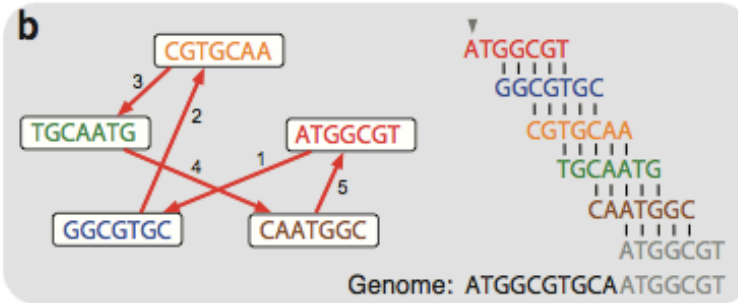 b
CGTGCAA
3
2
TGCAATG
ATGGCGT
4
1
5
GGCGTGC
CAATGGC
ATGGCGT
GGCGTGC
CGTGCAA
TGCAATG
CAATGGC
ATGGCGT
Genome: ATGGCGTGCAATGGCGT